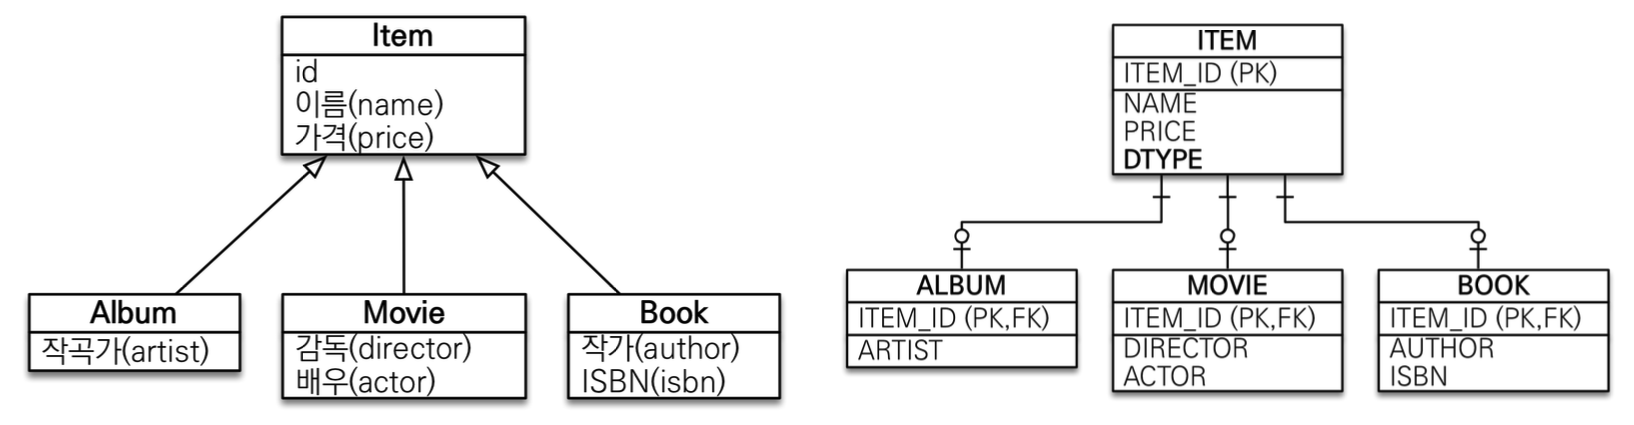 Item
id
이름(name)
가격(price)
Album
작곡가(artist)
Movie
감독(director)
배우(actor)
Book
작가(author)
ISBN(isbn)
ITEM
ITEM_ID (PK)
NAME
PRICE
DTYPE
ALBUM
ITEM_ID (PK,FK)
ARTIST
MOVIE
ITEM_ID (PK,FK)
DIRECTOR
ACTOR
BOOK
ITEM_ID (PK,FK)
AUTHOR
ISBN